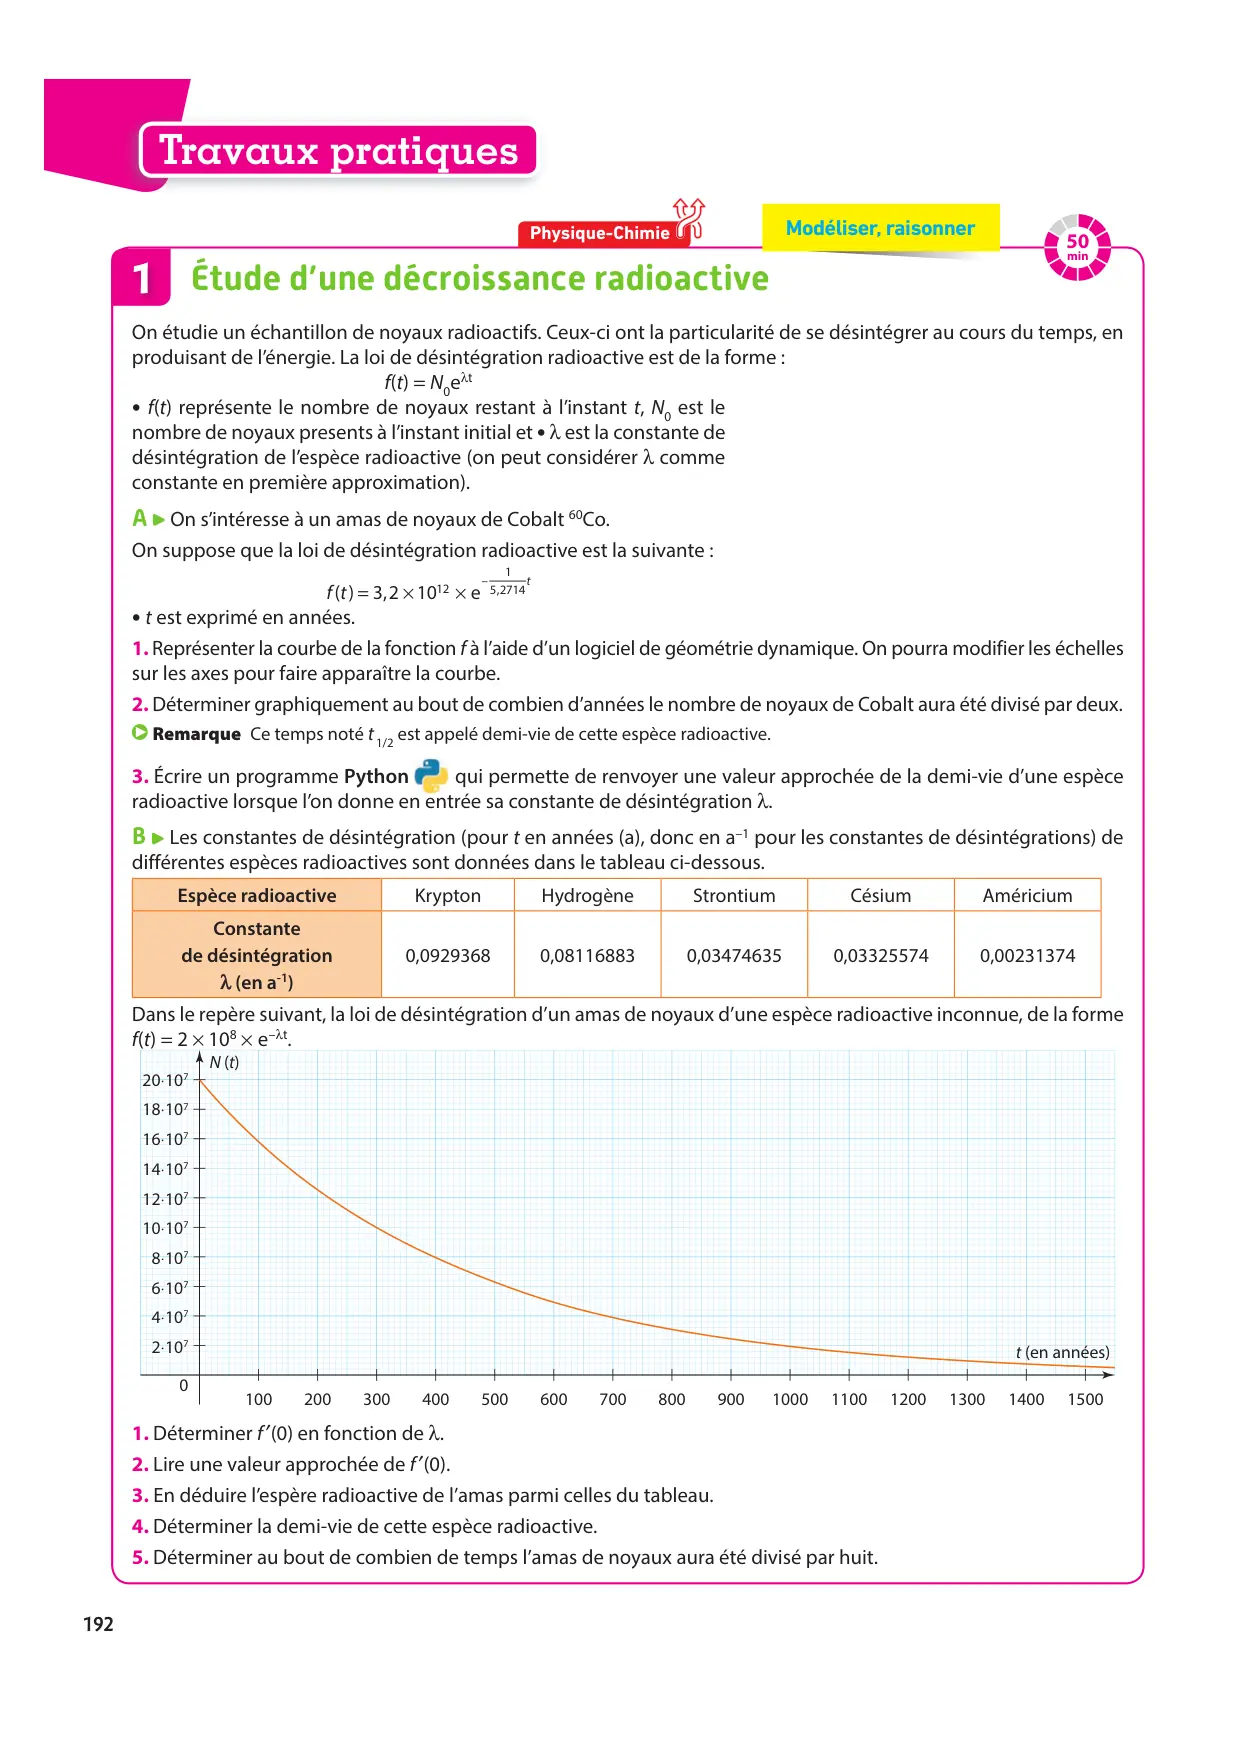 Travaux pratiques
Physique-Chimie
Modéliser, raisonner
50
min
1
Étude d’une décroissance radioactive
On étudie un échantillon de noyaux radioactifs. Ceux-ci ont la particularité de se désintégrer au cours du temps, en
produisant de l’énergie. La loi de désintégration radioactive est de la forme :
f(t) = N₀e^λt
• f(t) représente le nombre de noyaux restant à l’instant t, N₀ est le
nombre de noyaux presents à l’instant initial et • λ est la constante de
désintégration de l’espèce radioactive (on peut considérer λ comme
constante en première approximation).
A ▶ On s’intéresse à un amas de noyaux de Cobalt ⁶⁰Co.
On suppose que la loi de désintégration radioactive est la suivante :
f(t) = 3,2 × 10¹² × e^(−(1/5,2714)t)
• t est exprimé en années.
1. Représenter la courbe de la fonction f à l’aide d’un logiciel de géométrie dynamique. On pourra modifier les échelles
sur les axes pour faire apparaître la courbe.
2. Déterminer graphiquement au bout de combien d’années le nombre de noyaux de Cobalt aura été divisé par deux.
Remarque Ce temps noté t 1/2 est appelé demi-vie de cette espèce radioactive.
3. Écrire un programme Python qui permette de renvoyer une valeur approchée de la demi-vie d’une espèce
radioactive lorsque l’on donne en entrée sa constante de désintégration λ.
B ▶ Les constantes de désintégration (pour t en années (a), donc en a⁻¹ pour les constantes de désintégrations) de
différentes espèces radioactives sont données dans le tableau ci-dessous.
Espèce radioactive Krypton Hydrogène Strontium Césium Américium
Constante
de désintégration
λ (en a⁻¹)
0,0929368 0,08116883 0,03474635 0,03325574 0,00231374
Dans le repère suivant, la loi de désintégration d’un amas de noyaux d’une espèce radioactive inconnue, de la forme
f(t) = 2 × 10⁸ × e^−λt.
N (t)
20·10⁷
18·10⁷
16·10⁷
14·10⁷
12·10⁷
10·10⁷
8·10⁷
6·10⁷
4·10⁷
2·10⁷
t (en années)
0 100 200 300 400 500 600 700 800 900 1000 1100 1200 1300 1400 1500
1. Déterminer f′(0) en fonction de λ.
2. Lire une valeur approchée de f′(0).
3. En déduire l’espère radioactive de l’amas parmi celles du tableau.
4. Déterminer la demi-vie de cette espèce radioactive.
5. Déterminer au bout de combien de temps l’amas de noyaux aura été divisé par huit.
192